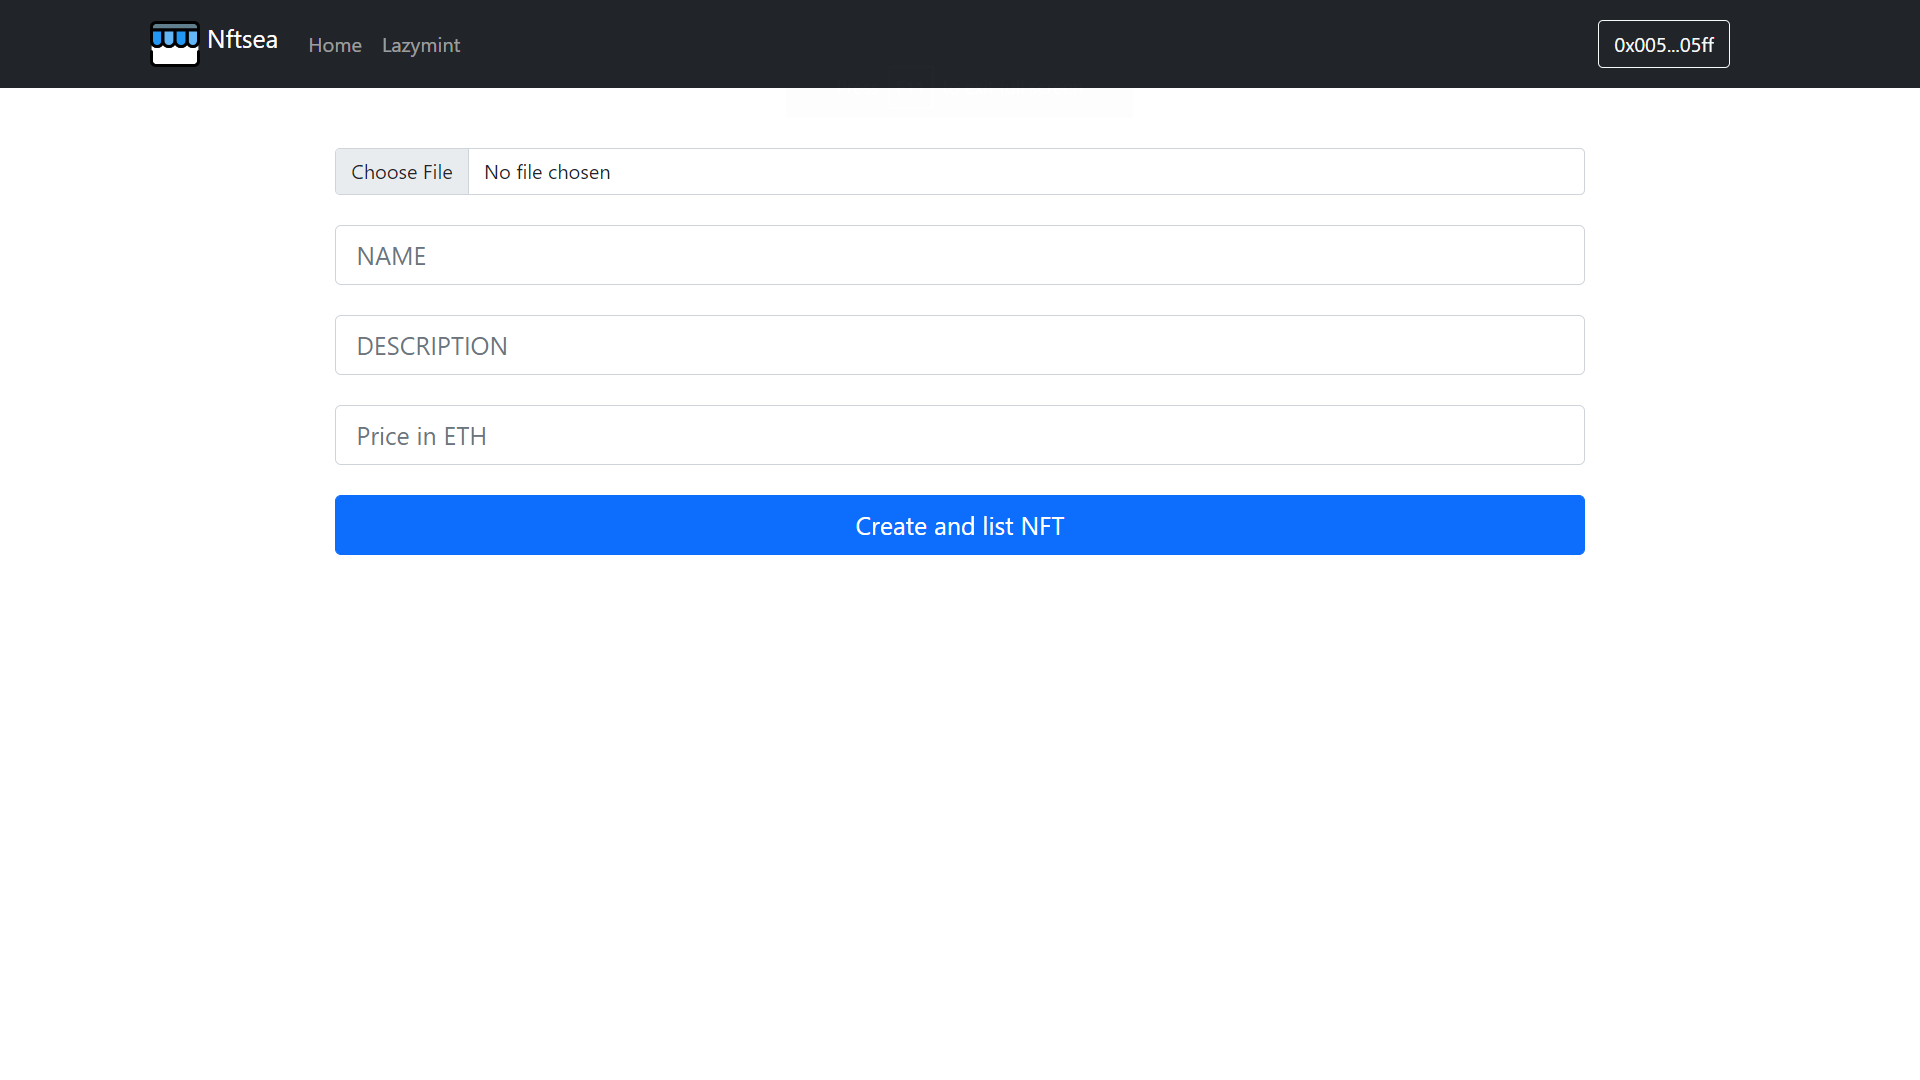 Nftsea
Home
Lazymint
0x005...05ff
Choose File
No file chosen
NAME
DESCRIPTION
Price in ETH
Create and list NFT